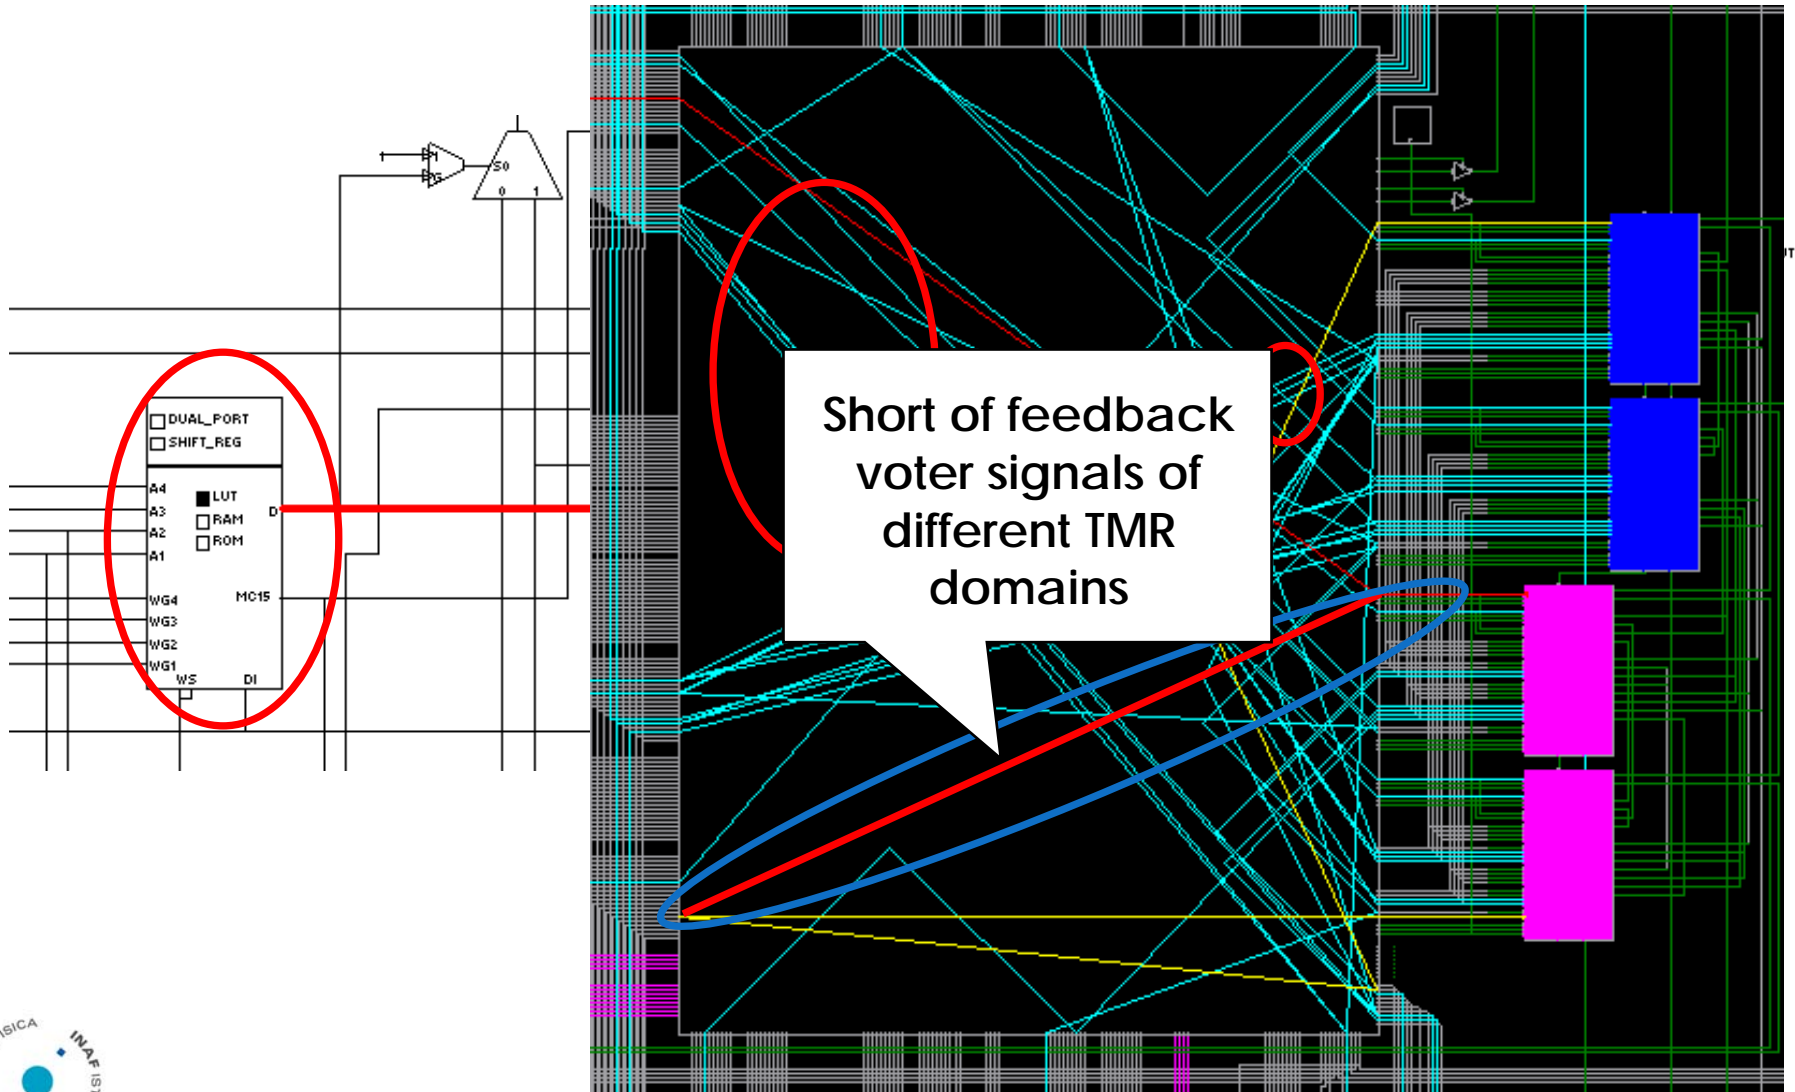 S0
0 1
DUAL_PORT
SHIFT_REG
A4
LUT
A3
D
RAM
A2
ROM
A1
WG4
MC15
WG3
WG2
WG1
WS
DI
Short of feedback
voter signals of
different TMR
domains
INAF